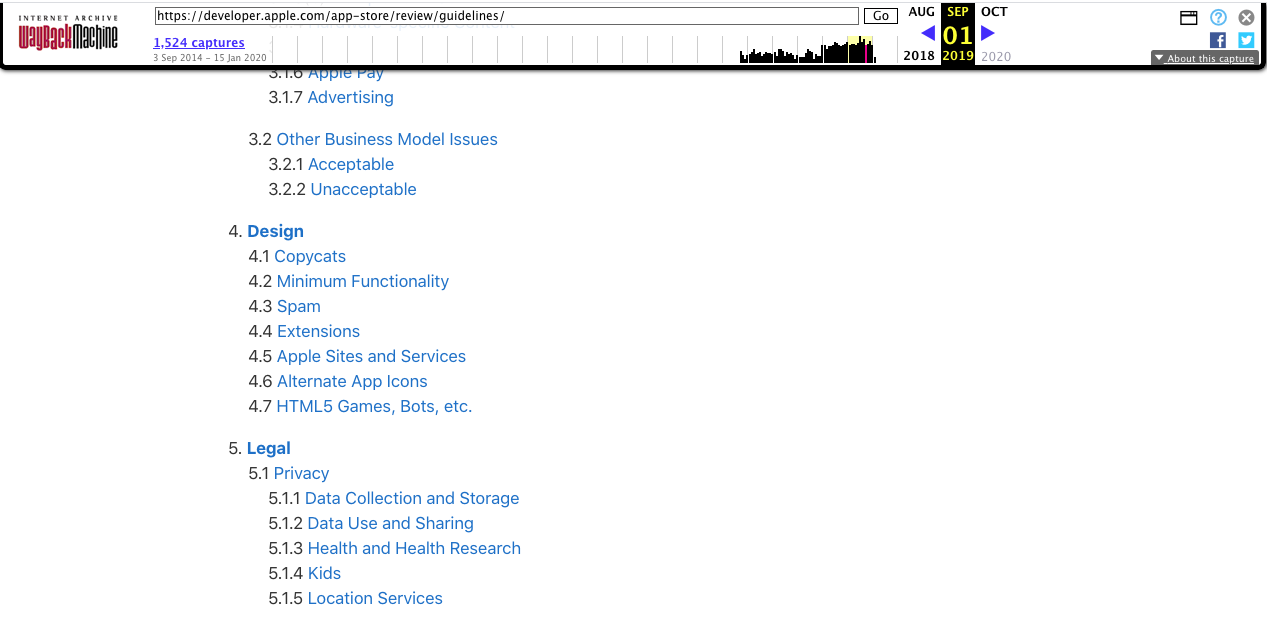 INTERNET ARCHIVE
WayBackMachine
https://developer.apple.com/app-store/review/guidelines/
Go
1,524 captures
3 Sep 2014 – 15 Jan 2020
AUG SEP OCT
01
2018 2019 2020
About this capture
3.1.6 Apple Pay
3.1.7 Advertising
3.2 Other Business Model Issues
3.2.1 Acceptable
3.2.2 Unacceptable
4. Design
4.1 Copycats
4.2 Minimum Functionality
4.3 Spam
4.4 Extensions
4.5 Apple Sites and Services
4.6 Alternate App Icons
4.7 HTML5 Games, Bots, etc.
5. Legal
5.1 Privacy
5.1.1 Data Collection and Storage
5.1.2 Data Use and Sharing
5.1.3 Health and Health Research
5.1.4 Kids
5.1.5 Location Services